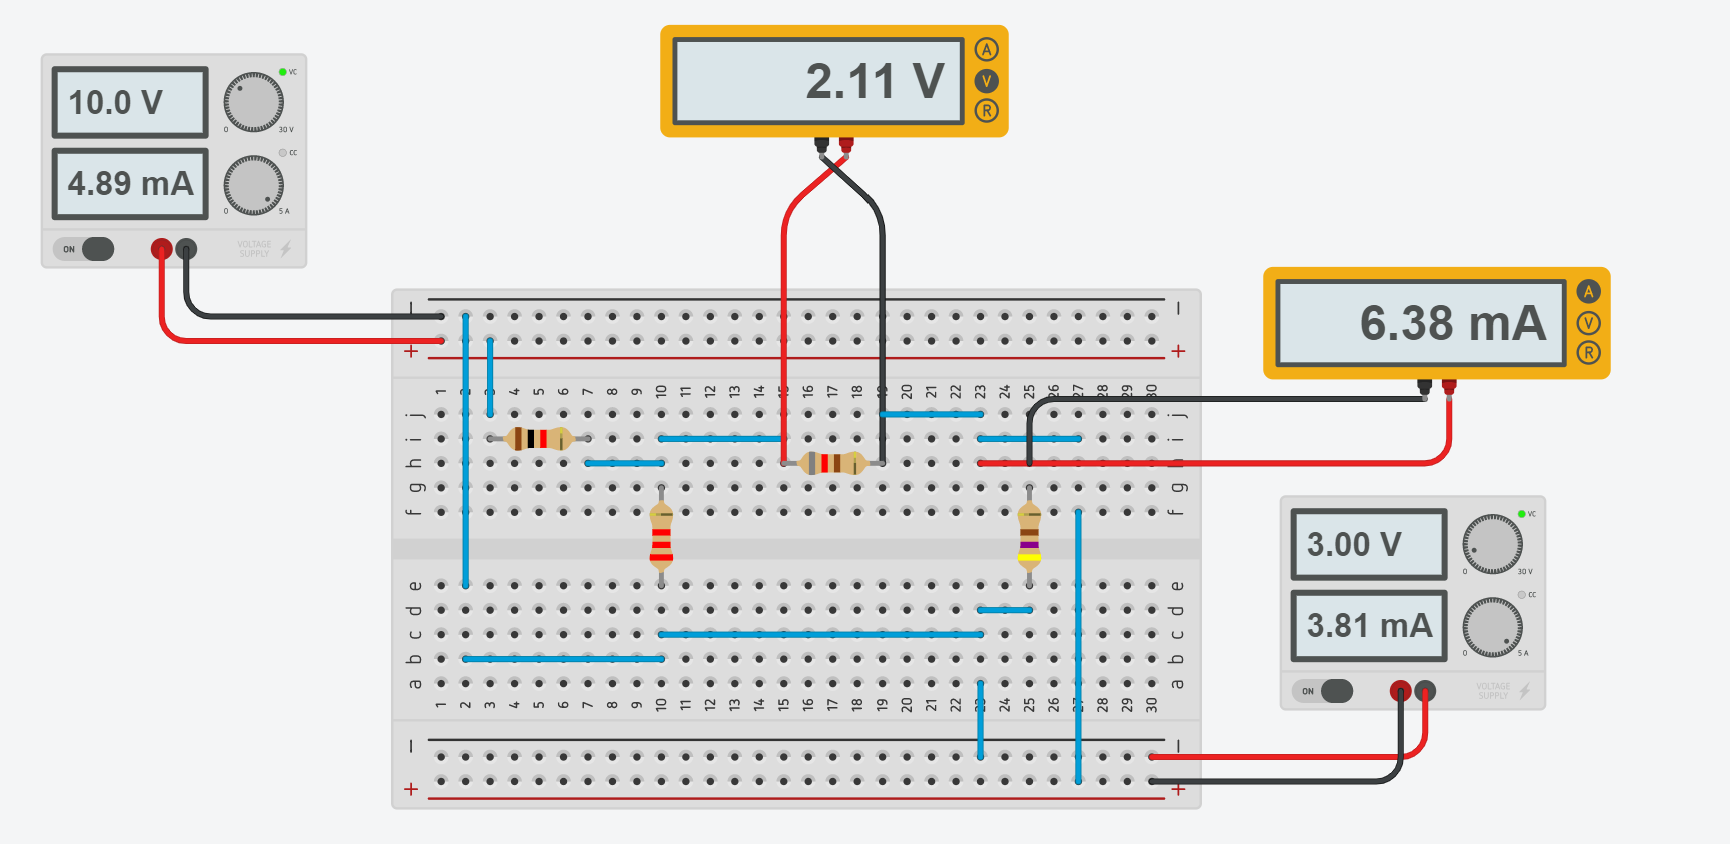 10.0 V
VC
0
30 V
4.89 mA
CC
0
5 A
ON
VOLTAGE
SUPPLY
2.11 V
A
V
R
6.38 mA
A
V
R
− −
+ +
1 2 3 4 5 6 7 8 9 10 11 12 13 14 15 16 17 18 19 20 21 22 23 24 25 26 27 28 29 30
j j
i i
h h
g g
f f
e e
d d
c c
b b
a a
1 2 3 4 5 6 7 8 9 10 11 12 13 14 15 16 17 18 19 20 21 22 23 24 25 26 27 28 29 30
− −
+ +
3.00 V
VC
0
30 V
3.81 mA
CC
0
5 A
ON
VOLTAGE
SUPPLY